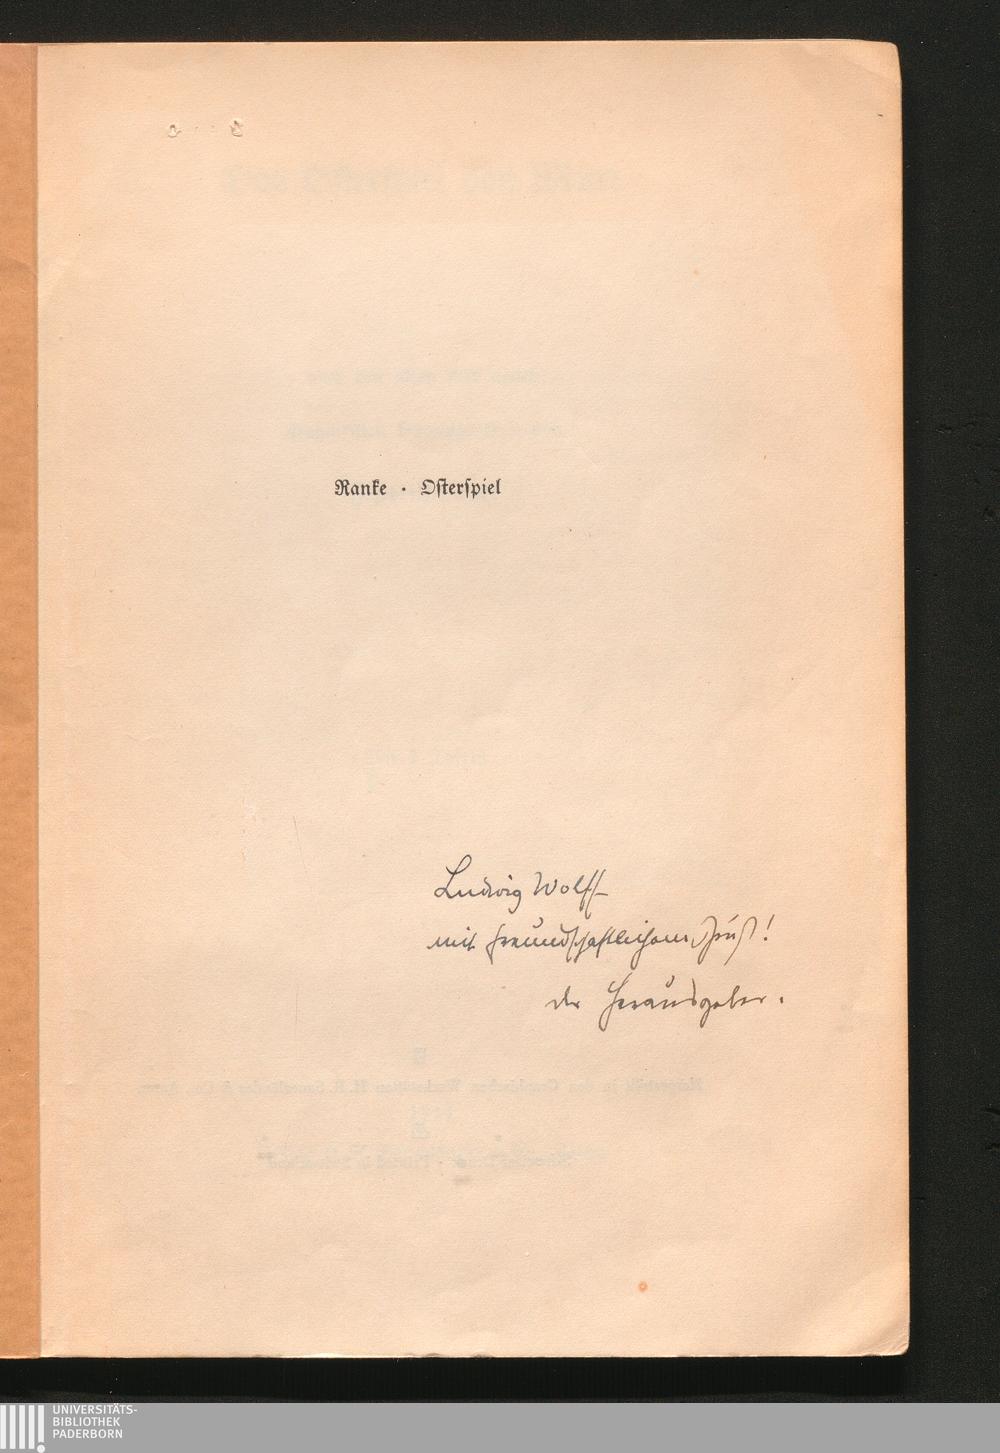 Ranke · Osterspiel
Ludwig Wolff
mit freundschaftlichem Gruß!
der Herausgeber.
UNIVERSITÄTS-
BIBLIOTHEK
PADERBORN